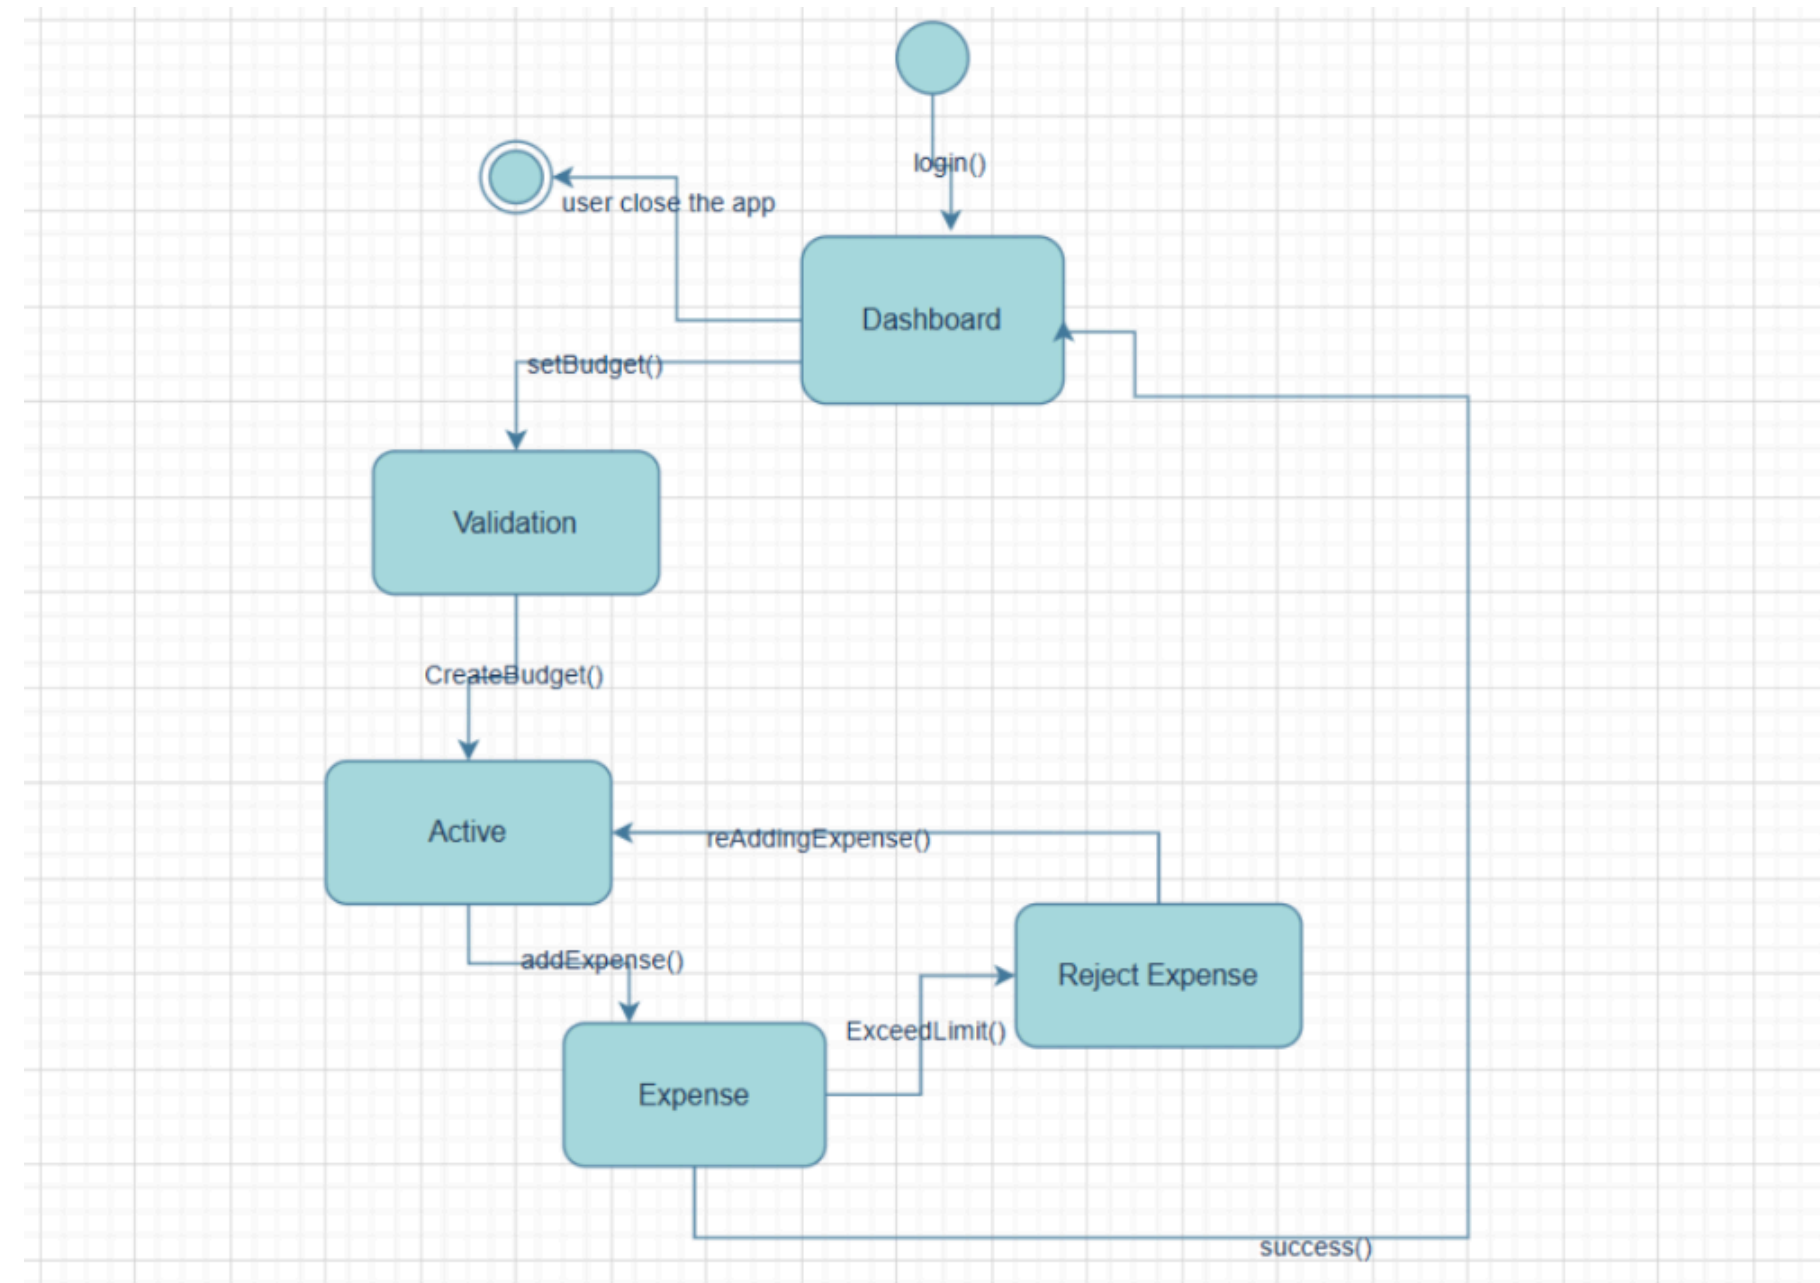 login()
user close the app
Dashboard
setBudget()
Validation
CreateBudget()
Active
reAddingExpense()
addExpense()
Reject Expense
ExceedLimit()
Expense
success()